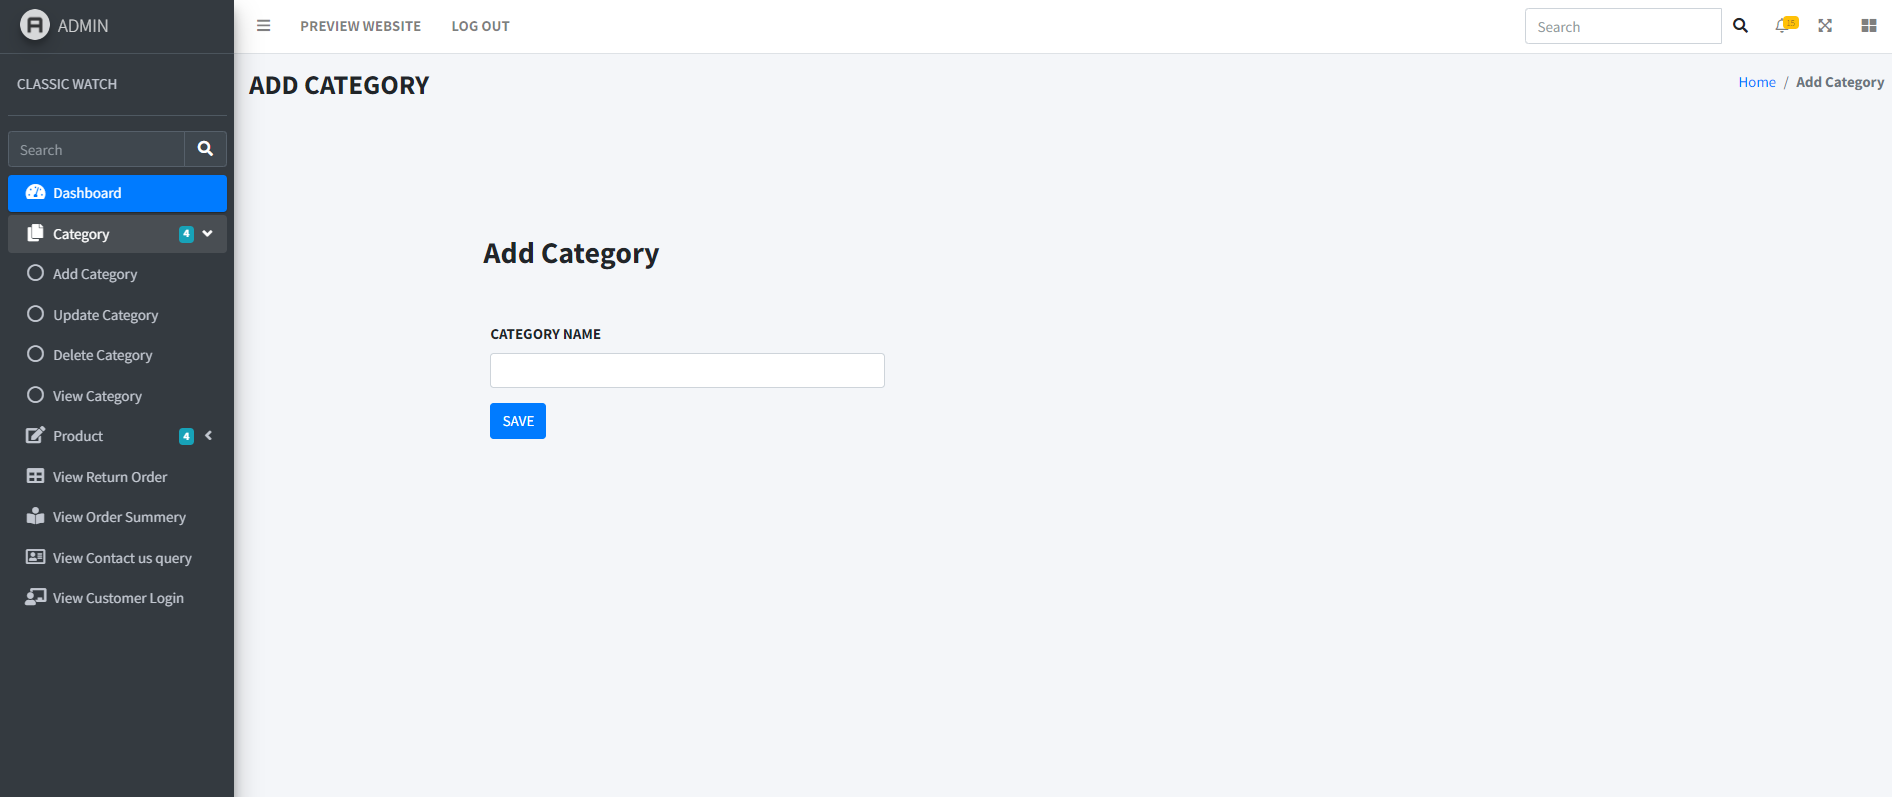 ADMIN
PREVIEW WEBSITE
LOG OUT
Search
15
CLASSIC WATCH
ADD CATEGORY
Home / Add Category
Search
Dashboard
Category 4
Add Category
Update Category
Delete Category
View Category
Product 4
View Return Order
View Order Summery
View Contact us query
View Customer Login
Add Category
CATEGORY NAME
SAVE